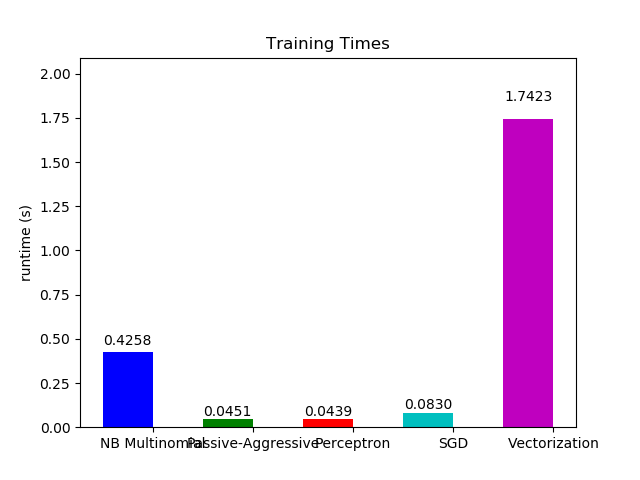 Training Times
runtime (s)
2.00
1.75
1.50
1.25
1.00
0.75
0.50
0.25
0.00
0.4258
0.0451
0.0439
0.0830
1.7423
NB Multinomial
Passive-Aggressive
Perceptron
SGD
Vectorization